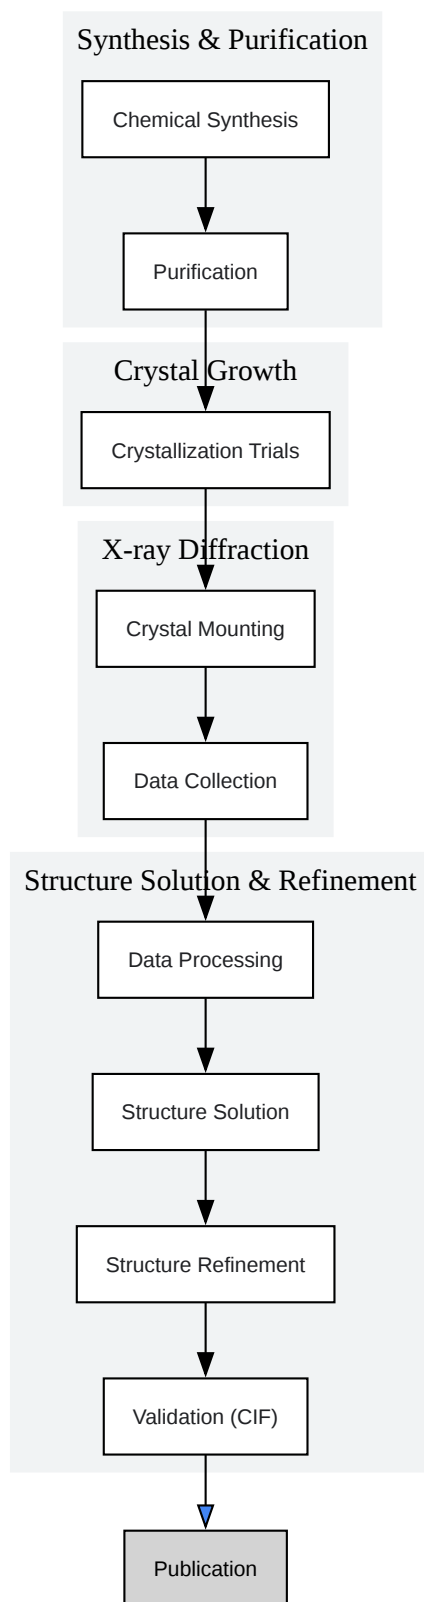 Synthesis & Purification
Chemical Synthesis
Purification
Crystal Growth
Crystallization Trials
X-ray Diffraction
Crystal Mounting
Data Collection
Structure Solution & Refinement
Data Processing
Structure Solution
Structure Refinement
Validation (CIF)
Publication